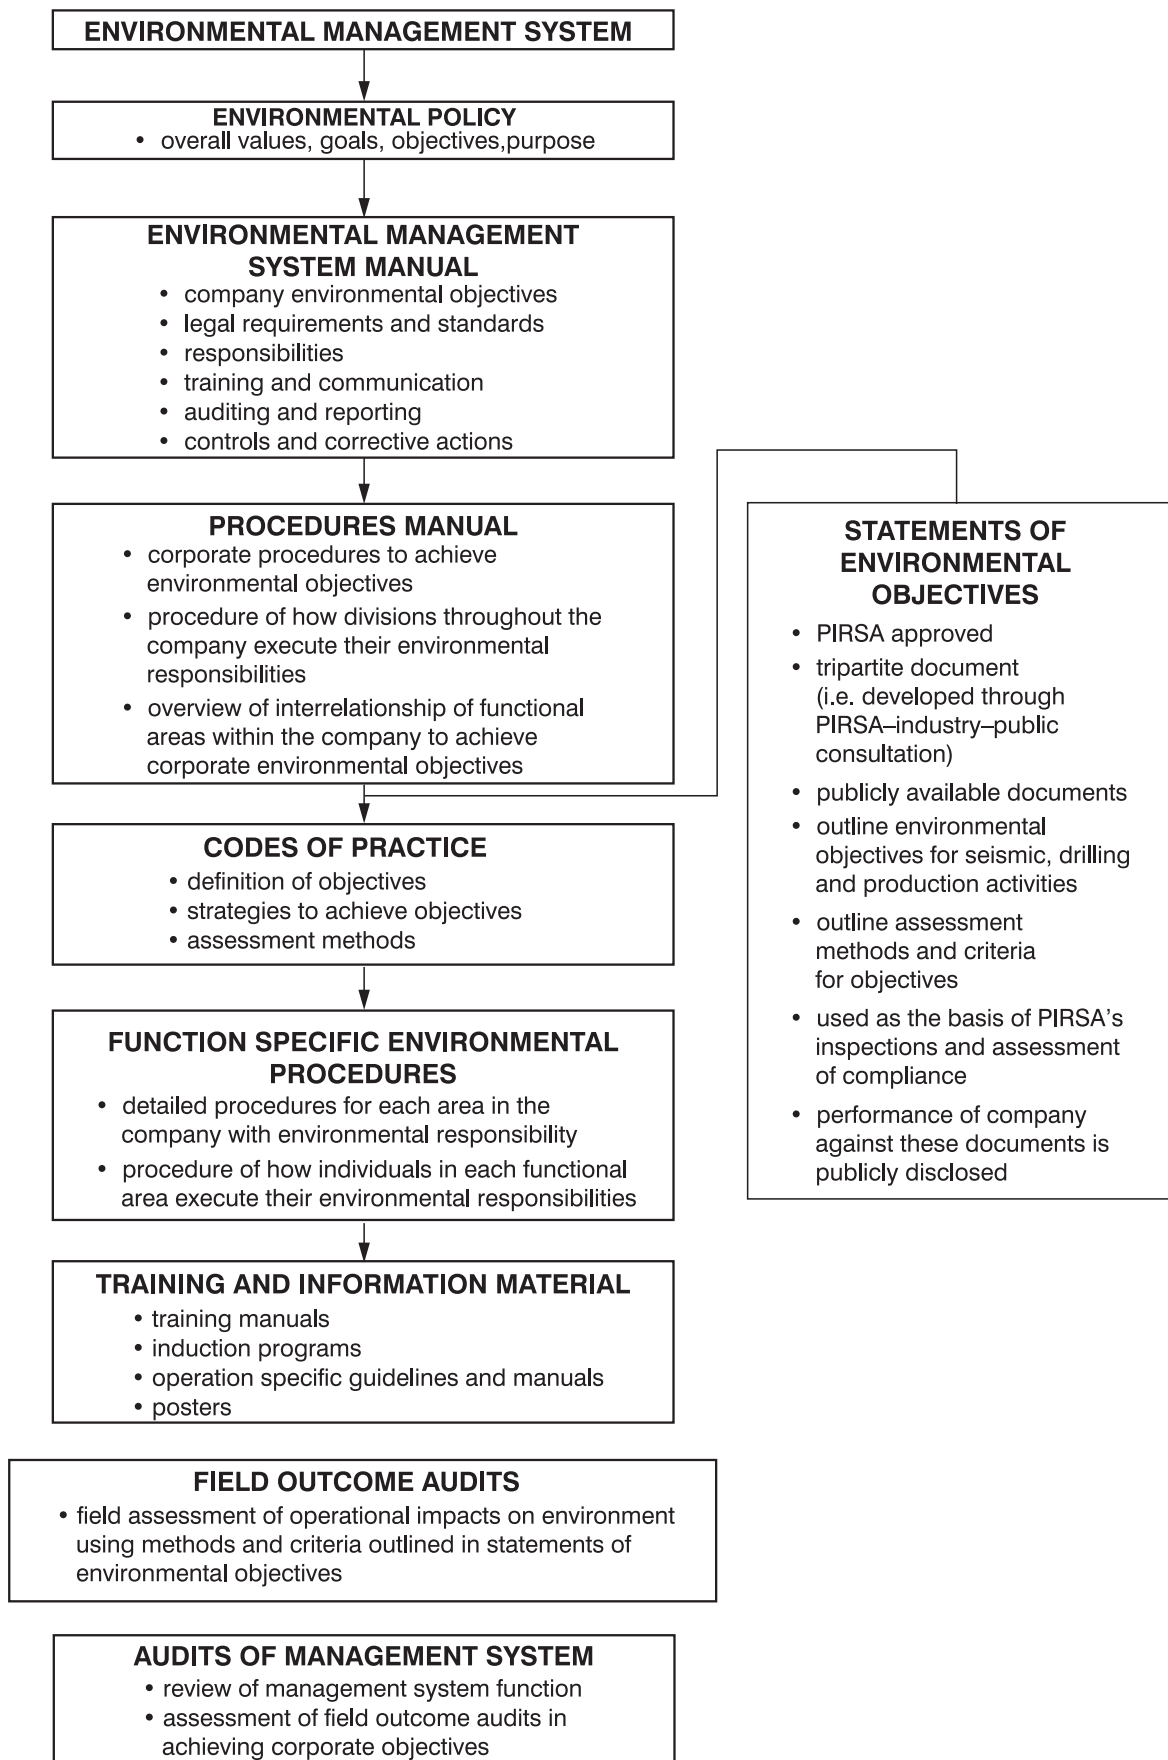 ENVIRONMENTAL MANAGEMENT SYSTEM
ENVIRONMENTAL POLICY
• overall values, goals, objectives,purpose
ENVIRONMENTAL MANAGEMENT
SYSTEM MANUAL
• company environmental objectives
• legal requirements and standards
• responsibilities
• training and communication
• auditing and reporting
• controls and corrective actions
PROCEDURES MANUAL
• corporate procedures to achieve
environmental objectives
• procedure of how divisions throughout the
company execute their environmental
responsibilities
• overview of interrelationship of functional
areas within the company to achieve
corporate environmental objectives
CODES OF PRACTICE
• definition of objectives
• strategies to achieve objectives
• assessment methods
FUNCTION SPECIFIC ENVIRONMENTAL
PROCEDURES
• detailed procedures for each area in the
company with environmental responsibility
• procedure of how individuals in each functional
area execute their environmental responsibilities
TRAINING AND INFORMATION MATERIAL
• training manuals
• induction programs
• operation specific guidelines and manuals
• posters
FIELD OUTCOME AUDITS
• field assessment of operational impacts on environment
using methods and criteria outlined in statements of
environmental objectives
AUDITS OF MANAGEMENT SYSTEM
• review of management system function
• assessment of field outcome audits in
achieving corporate objectives
STATEMENTS OF
ENVIRONMENTAL
OBJECTIVES
• PIRSA approved
• tripartite document
(i.e. developed through
PIRSA–industry–public
consultation)
• publicly available documents
• outline environmental
objectives for seismic, drilling
and production activities
• outline assessment
methods and criteria
for objectives
• used as the basis of PIRSA's
inspections and assessment
of compliance
• performance of company
against these documents is
publicly disclosed